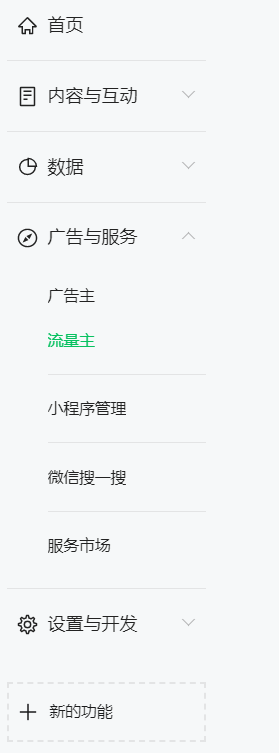 首页
内容与互动
数据
广告与服务
广告主
流量主
小程序管理
微信搜一搜
服务市场
设置与开发
新的功能